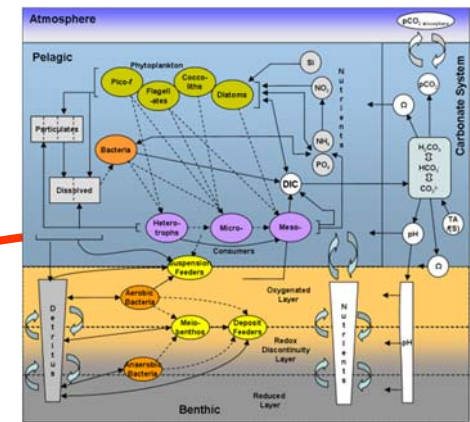 Atmosphere
pCO2 atmosphere
Pelagic
Phytoplankton
Pico-f
Flagell
-ates
Cocco-
liths
Diatoms
Si
NO3
NH4
PO4
Nutrients
Carbonate System
pCO2
Ω
H2CO3
HCO3-
CO32-
TA
pH
Ω
Particulates
Bacteria
Dissolved
DIC
Hetero-
trophs
Micro-
Meso-
Consumers
Suspension
Feeders
Aerobic
Bacteria
Oxygenated
Layer
Detritus
Meio-
benthos
Deposit
Feeders
Redox
Discontinuity
Layer
Nutrients
pH
Anaerobic
Bacteria
Reduced
Layer
Benthic